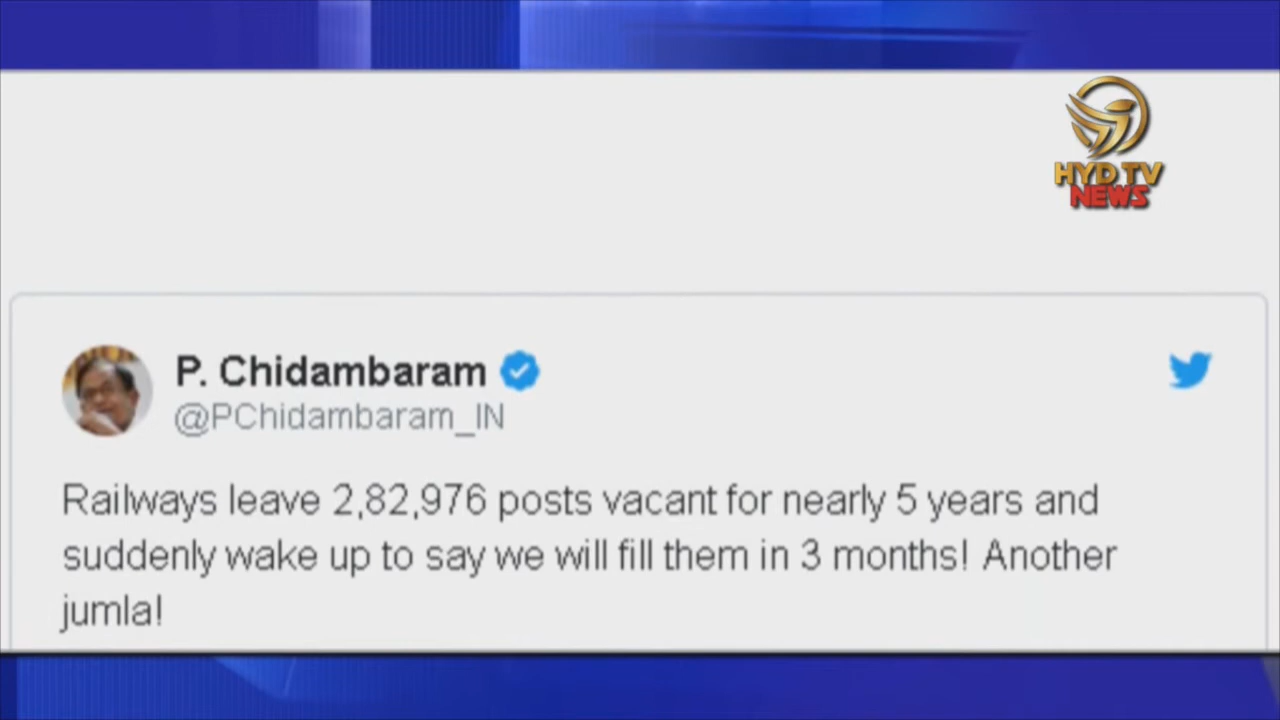 HYD TV
NEWS
P. Chidambaram
@PChidambaram_IN
Railways leave 2,82,976 posts vacant for nearly 5 years and
suddenly wake up to say we will fill them in 3 months! Another
jumla!